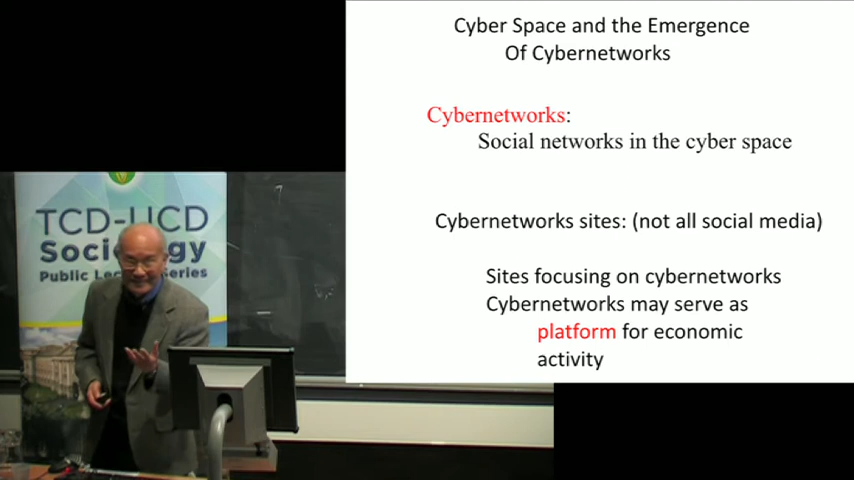 Cyber Space and the Emergence
Of Cybernetworks
Cybernetworks:
Social networks in the cyber space
Cybernetworks sites: (not all social media)
Sites focusing on cybernetworks
Cybernetworks may serve as
platform for economic
activity
TCD-UCD
Sociology
Public Lecture Series